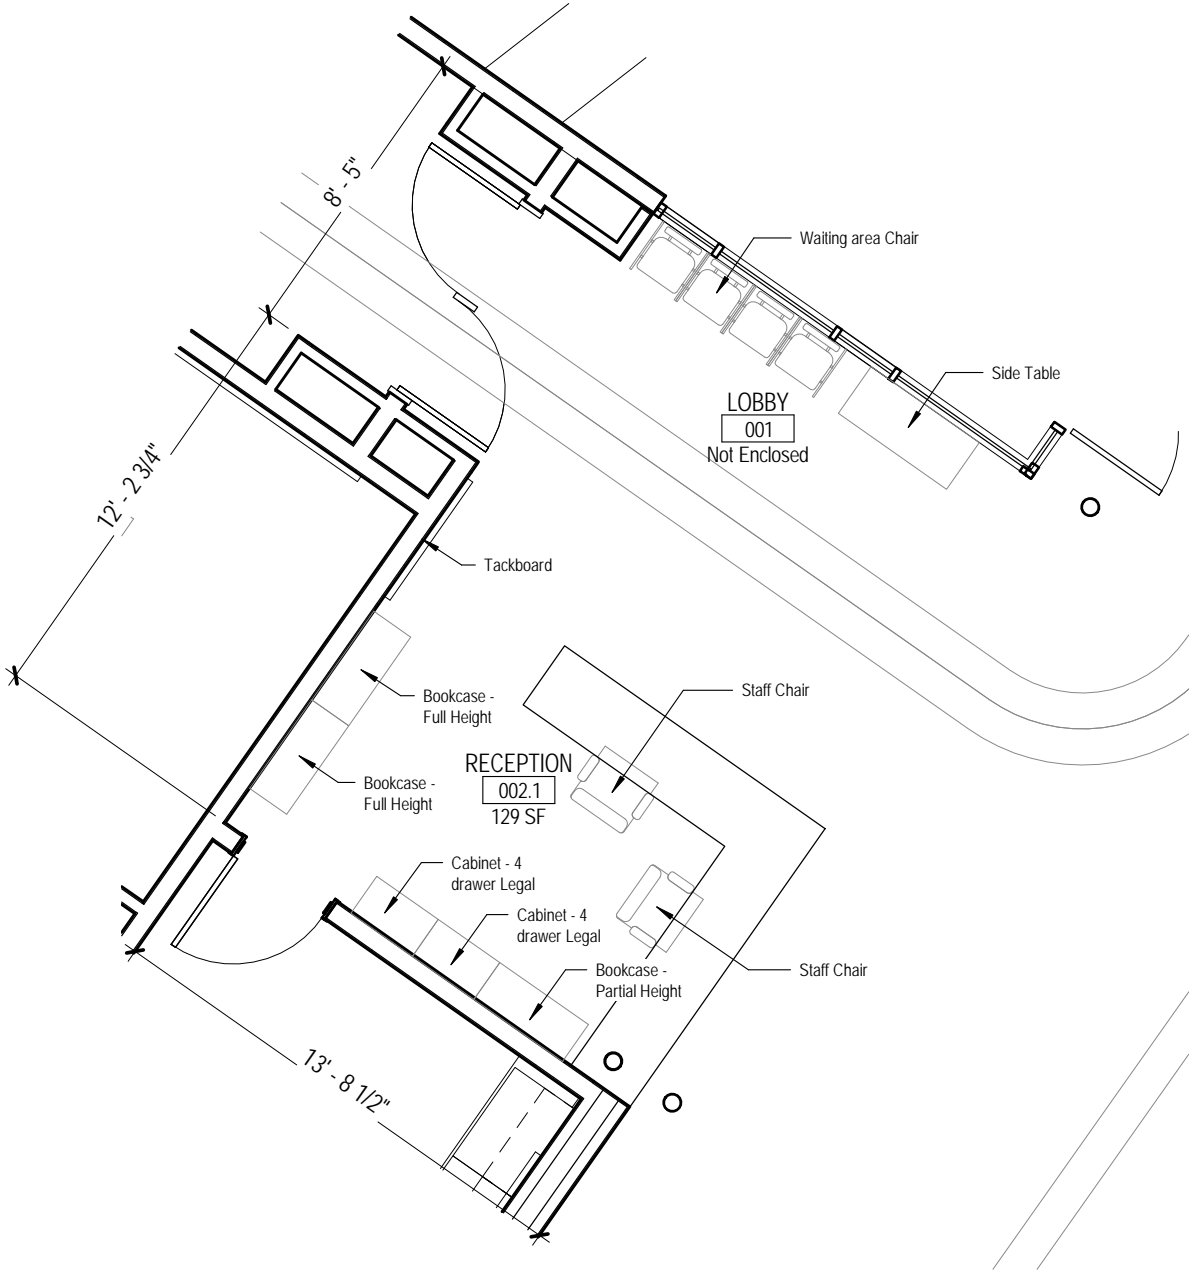 8' - 5"
Waiting area Chair
Side Table
LOBBY
001
Not Enclosed
12' - 2 3/4"
Tackboard
Bookcase -
Full Height
Staff Chair
RECEPTION
002.1
129 SF
Bookcase -
Full Height
Cabinet - 4
drawer Legal
Cabinet - 4
drawer Legal
Bookcase -
Partial Height
Staff Chair
13' - 8 1/2"